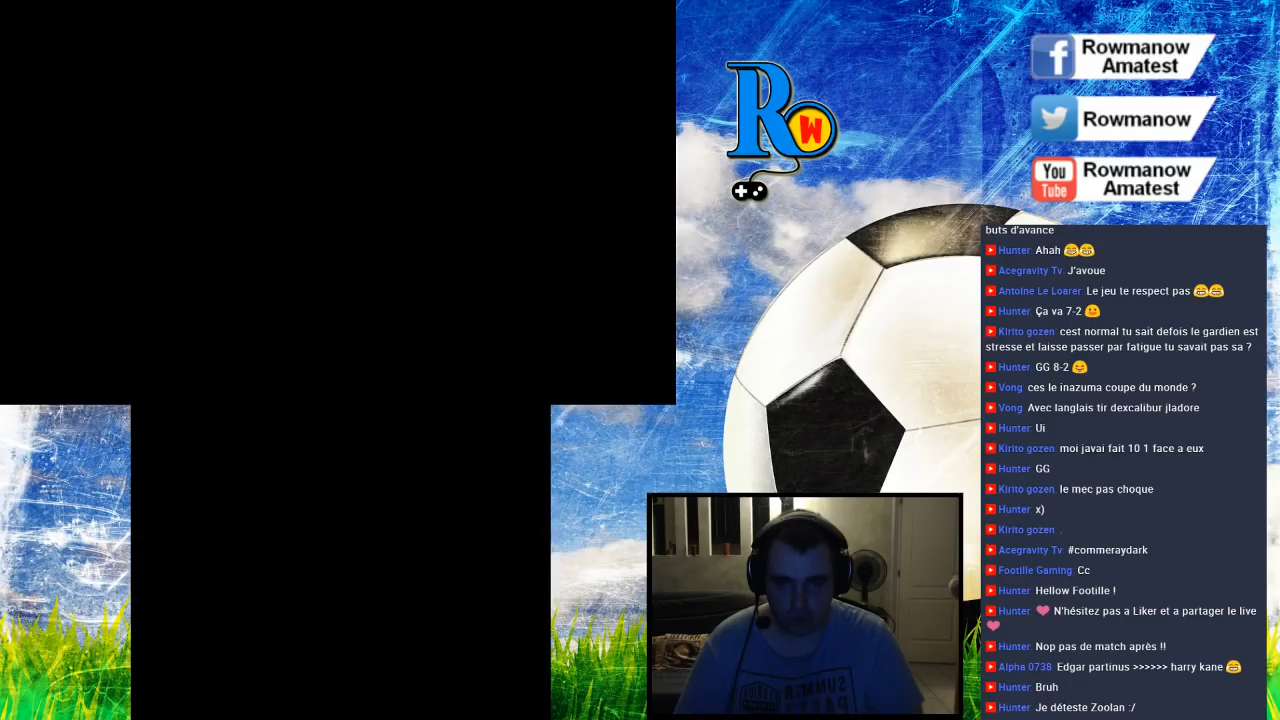 Rowmanow
Amatest
Rowmanow
You
Tube
Rowmanow
Amatest
R
W
buts d'avance
Hunter: Ahah 😂😂
Acegravity Tv: J'avoue
Antoine Le Loarer: Le jeu te respect pas 😂😂
Hunter: Ça va 7-2 😛
Kirito gozen: cest normal tu sait defois le gardien est
stresse et laisse passer par fatigue tu savait pas sa ?
Hunter: GG 8-2 😄
Vong: ces le inazuma coupe du monde ?
Vong: Avec langlais tir dexcalibur jladore
Hunter: Ui
Kirito gozen: moi javai fait 10 1 face a eux
Hunter: GG
Kirito gozen: le mec pas choque
Hunter: x)
Kirito gozen: .
Acegravity Tv: #commeraydark
Footille Gaming: Cc
Hunter: Hellow Footille !
Hunter: ❤ N'hésitez pas a Liker et a partager le live
❤
Hunter: Nop pas de match après !!
Alpha 0738: Edgar partinus >>>>>> harry kane 😂
Hunter: Bruh
Hunter: Je déteste Zoolan :/